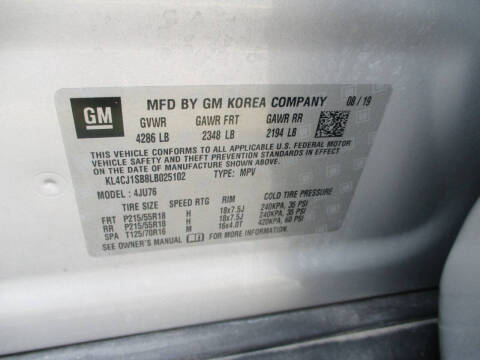 GM
MFD BY GM KOREA COMPANY 08/19
GVWR GAWR FRT GAWR RR
4286 LB 2348 LB 2194 LB
THIS VEHICLE CONFORMS TO ALL APPLICABLE U.S. FEDERAL MOTOR
VEHICLE SAFETY AND THEFT PREVENTION STANDARDS IN EFFECT ON
THE DATE OF MANUFACTURE SHOWN ABOVE.
KL4CJ1SB8LB025102 TYPE: MPV
MODEL : 4JU76
TIRE SIZE SPEED RTG RIM COLD TIRE PRESSURE
FRT P215/55R18 H 18x7.5J 240KPA, 35 PSI
RR P215/55R18 H 18x7.5J 240KPA, 35 PSI
SPA T125/70R16 M 16x4.0T 420KPA, 60 PSI
SEE OWNER'S MANUAL FOR MORE INFORMATION.